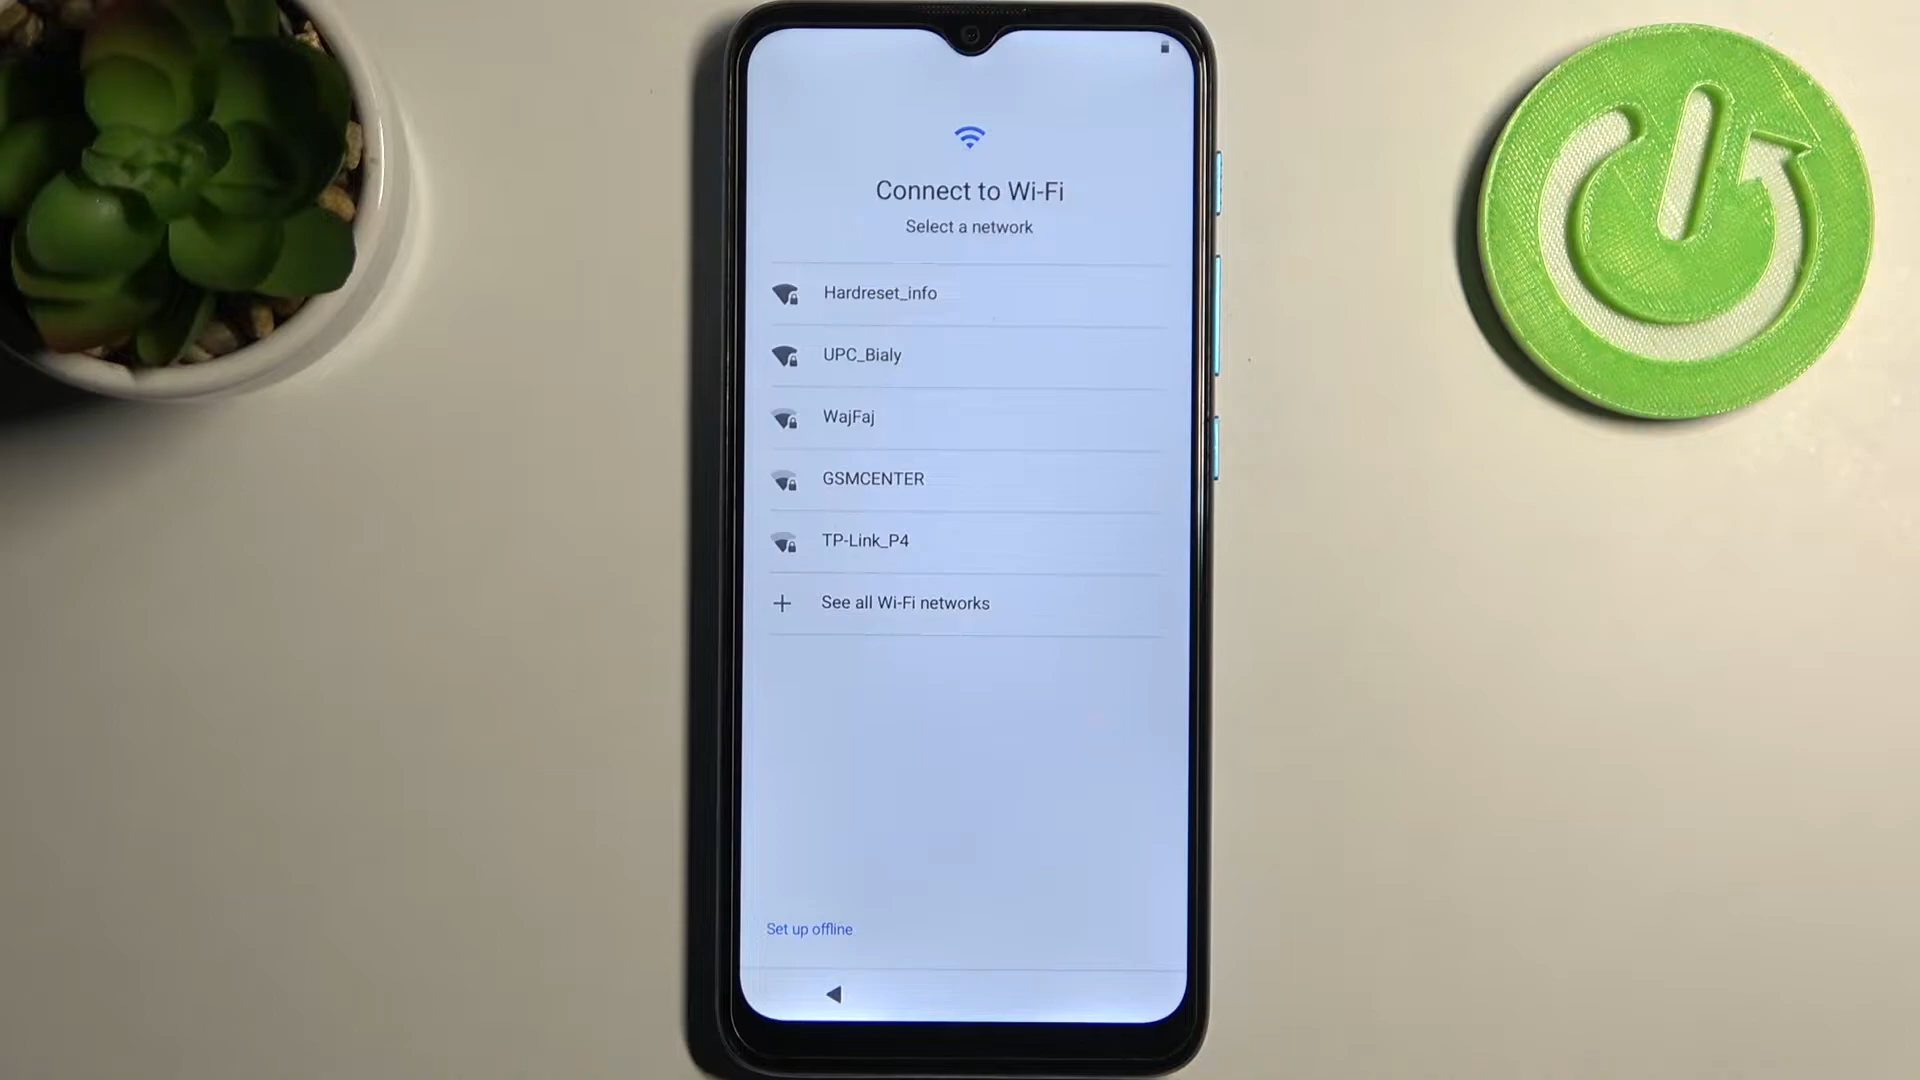 Connect to Wi-Fi
Select a network
Hardreset_info
UPC_Bialy
WajFaj
GSMCENTER
TP-Link_P4
See all Wi-Fi networks
Set up offline